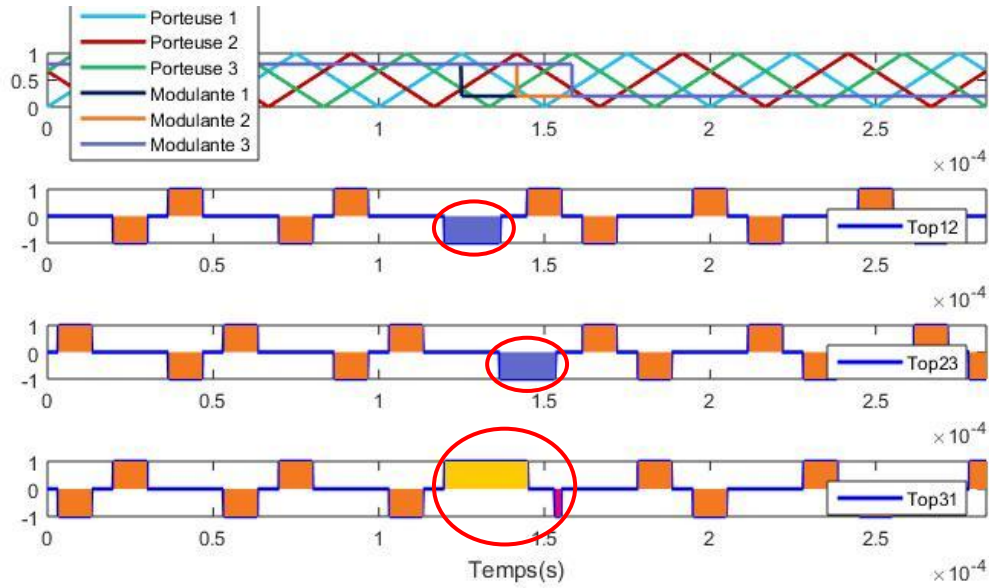 Porteuse 1
Porteuse 2
Porteuse 3
Modulante 1
Modulante 2
Modulante 3
1
0.5
0
0 1 1.5 2 2.5
×10-4
1
0
-1
Top12
0 0.5 1 1.5 2 2.5
×10-4
1
0
-1
Top23
0 0.5 1 1.5 2 2.5
×10-4
1
0
-1
Top31
0 0.5 1 1.5 2 2.5
Temps(s)
×10-4